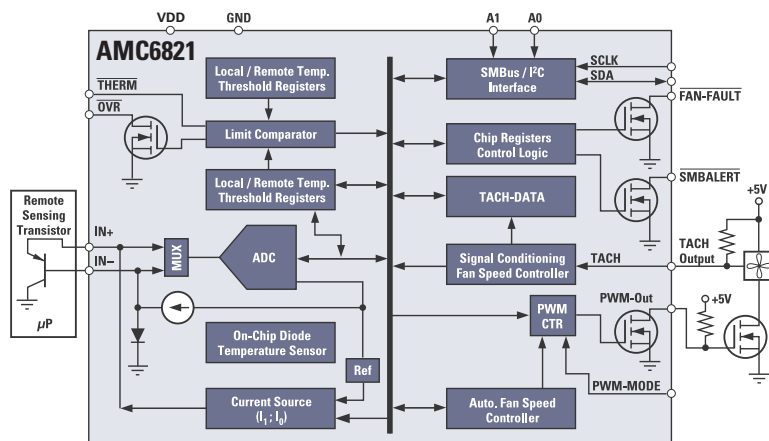 VDD
GND
A1
A0
AMC6821
THERM
OVR
Local / Remote Temp.
Threshold Registers
SMBus / I²C
Interface
SCLK
SDA
FAN-FAULT
Limit Comparator
Chip Registers
Control Logic
Local / Remote Temp.
Threshold Registers
TACH-DATA
SMBALERT
+5V
Remote
Sensing
Transistor
µP
IN+
IN–
MUX
ADC
Signal Conditioning
Fan Speed Controller
TACH
TACH
Output
On-Chip Diode
Temperature Sensor
Ref
PWM
CTR
PWM-Out
+5V
PWM-MODE
Current Source
(I₁ ; I₀)
Auto. Fan Speed
Controller